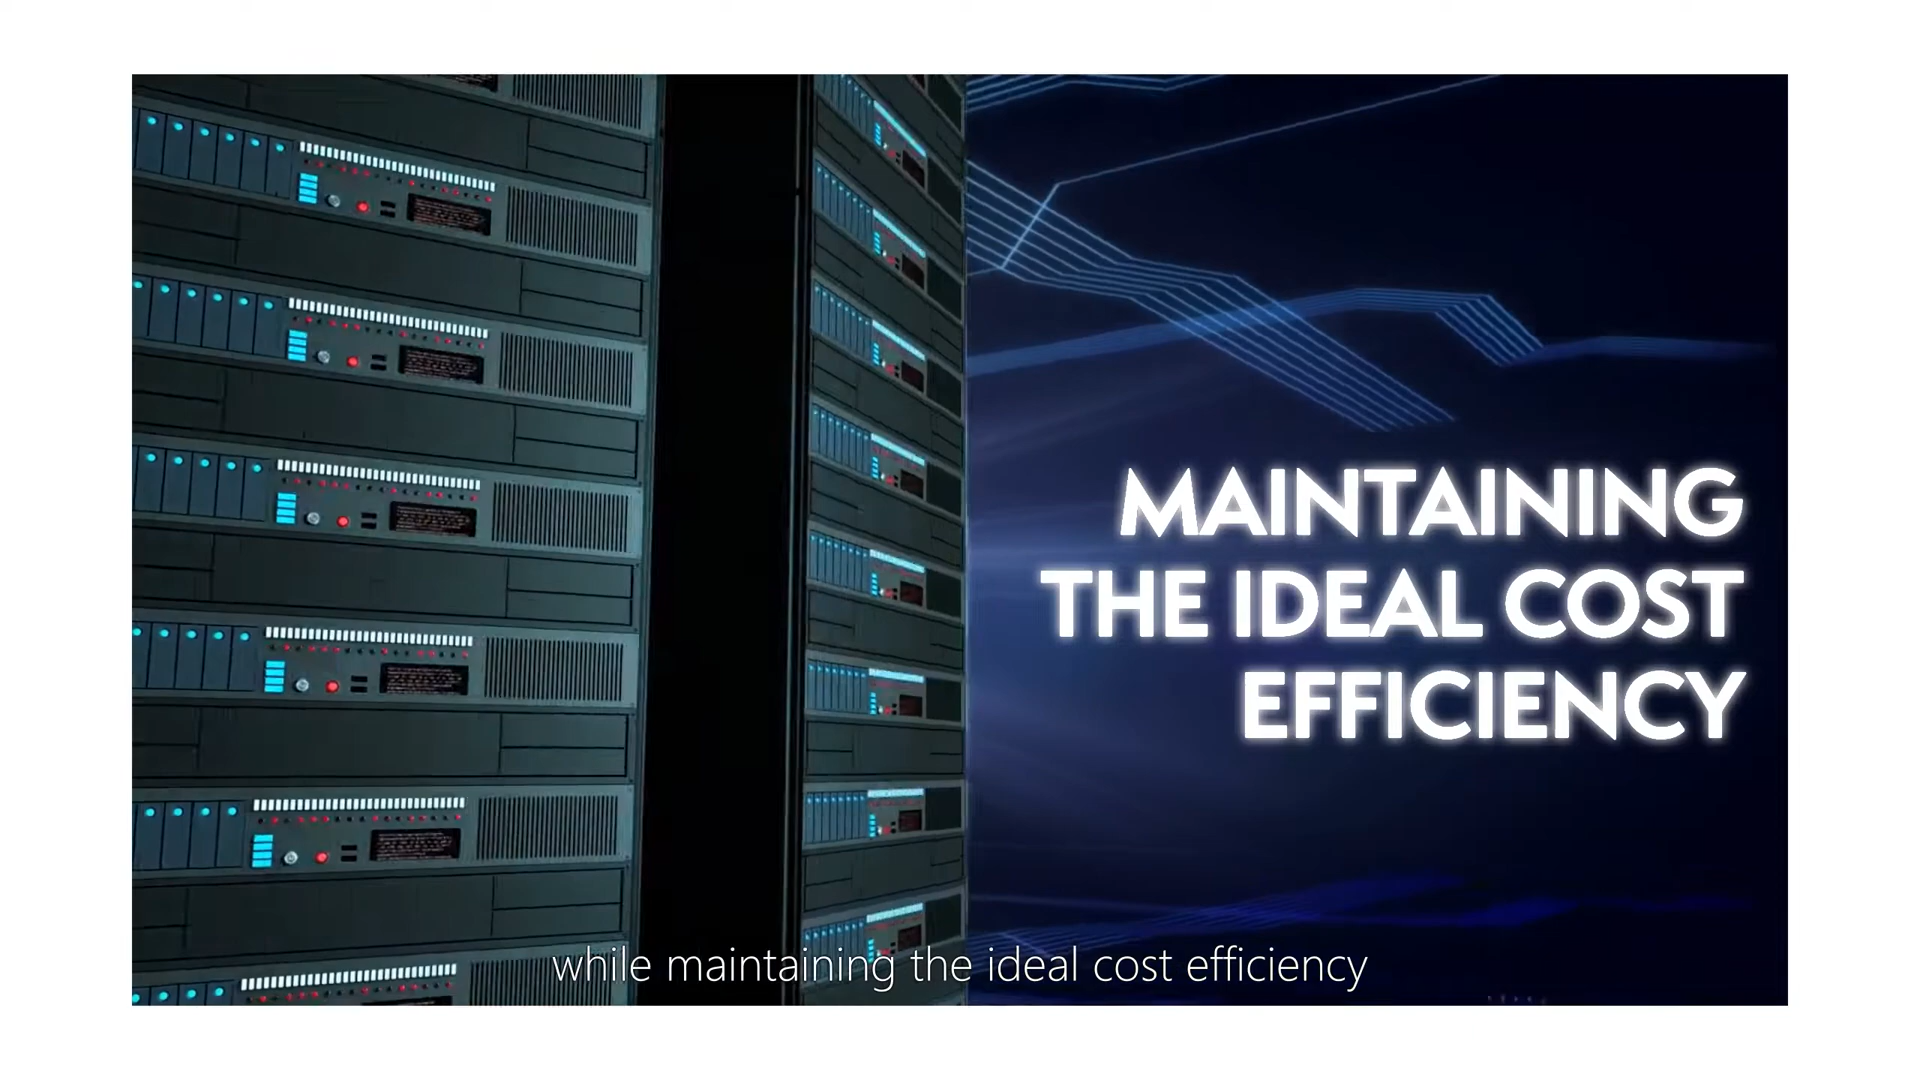 MAINTAINING
THE IDEAL COST
EFFICIENCY
while maintaining the ideal cost efficiency